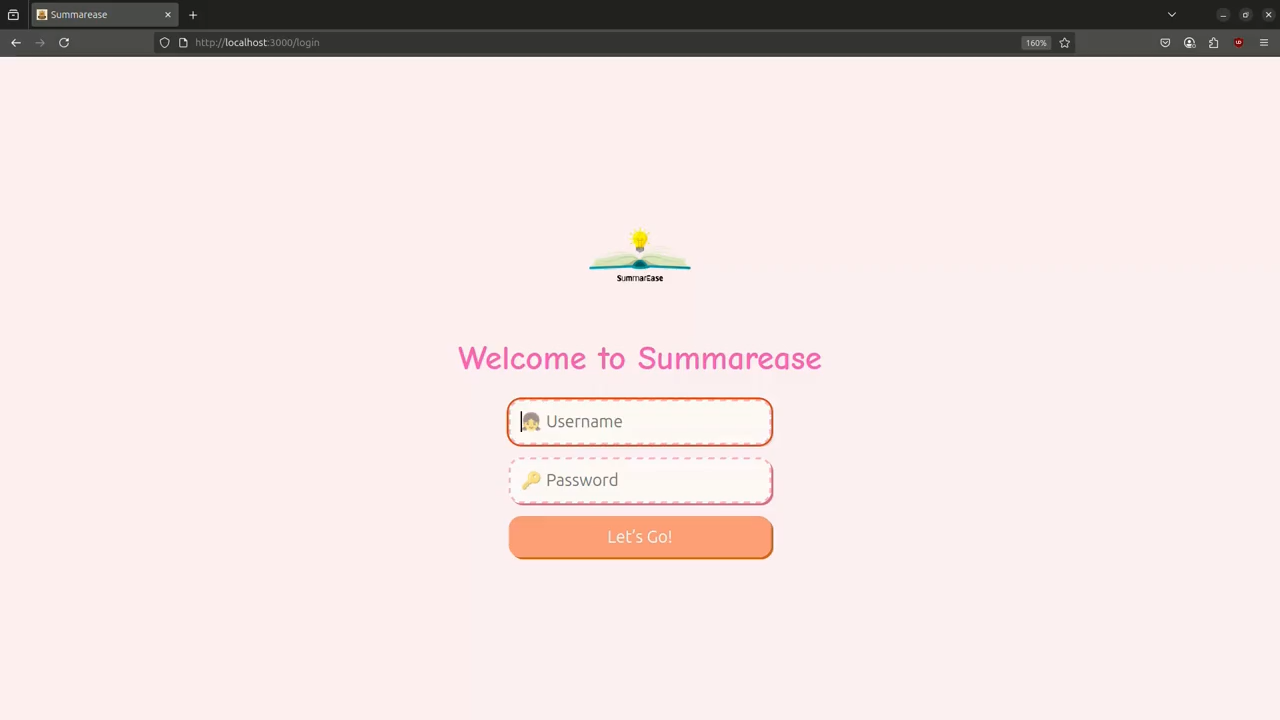 Summarease
http://localhost:3000/login
160%
SummarEase
Welcome to Summarease
Username
Password
Let's Go!